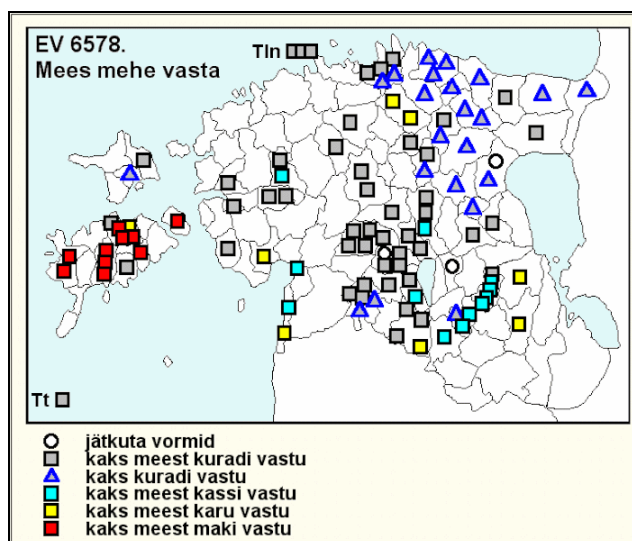 EV 6578.
Mees mehe vasta
Tln
Tt
jätkuta vormid
kaks meest kuradi vastu
kaks kuradi vastu
kaks meest kassi vastu
kaks meest karu vastu
kaks meest maki vastu